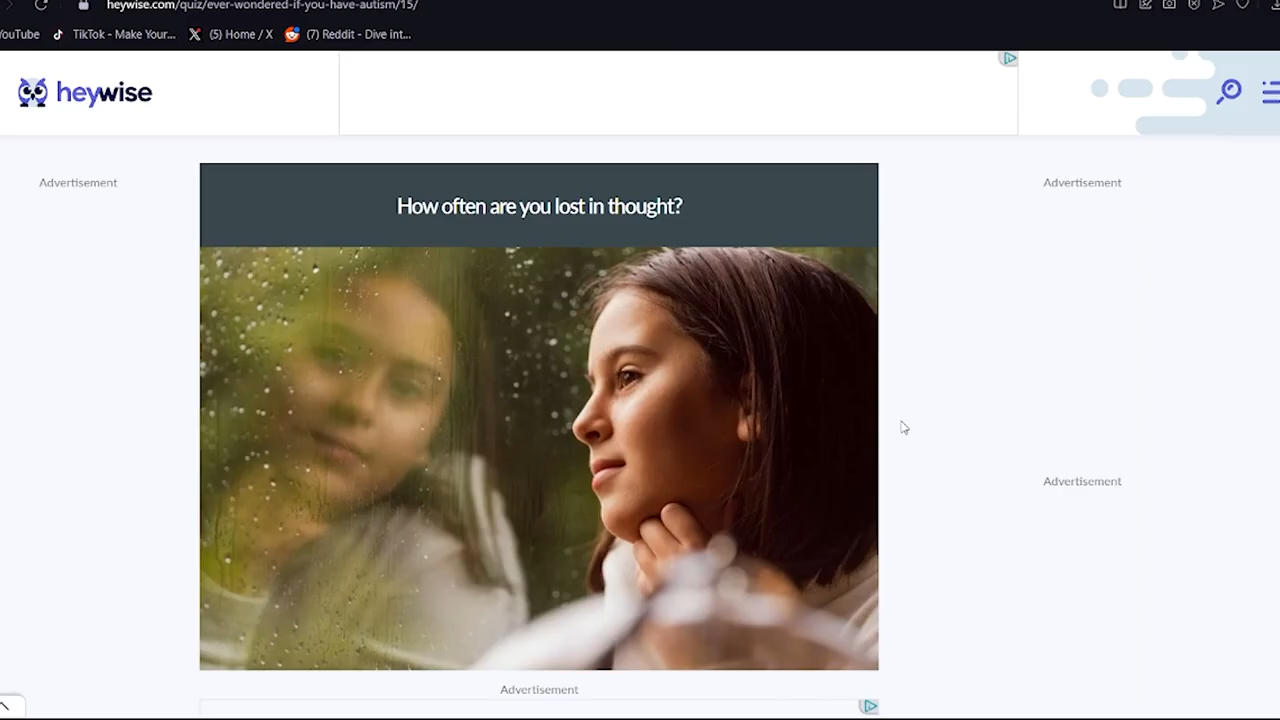 heywise.com/quiz/ever-wondered-if-you-have-autism/15/
YouTube TikTok - Make Your... (5) Home / X (7) Reddit - Dive int...
heywise
Advertisement
How often are you lost in thought?
Advertisement
Advertisement
Advertisement